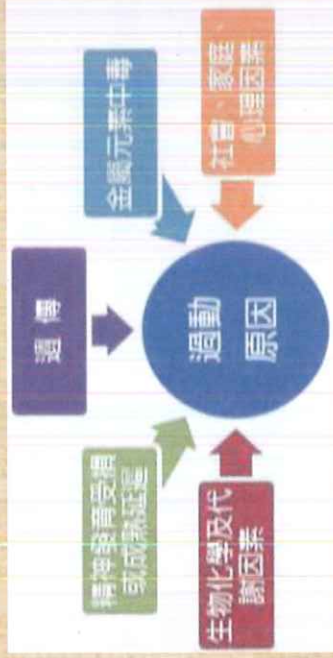 生物化學及代
謝因素
精神發育受損
或成熟延遲
遺傳
金屬元素中毒
社會、家庭、
心理因素
過動
原因